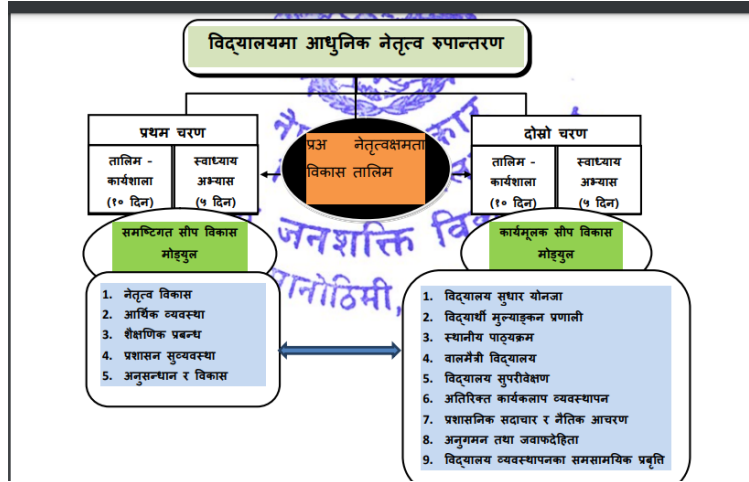 विद्यालयमा आधुनिक नेतृत्व रुपान्तरण
प्रथम चरण
तालिम -
कार्यशाला
(१० दिन)
स्वाध्याय
अभ्यास
(५ दिन)
प्रअ नेतृत्वक्षमता
विकास तालिम
दोस्रो चरण
तालिम -
कार्यशाला
(१० दिन)
स्वाध्याय
अभ्यास
(५ दिन)
समष्टिगत सीप विकास
मोड्युल
1. नेतृत्व विकास
2. आर्थिक व्यवस्था
3. शैक्षणिक प्रबन्ध
4. प्रशासन सुव्यवस्था
5. अनुसन्धान र विकास
कार्यमूलक सीप विकास
मोड्युल
1. विद्यालय सुधार योनजा
2. विद्यार्थी मुल्याङ्कन प्रणाली
3. स्थानीय पाठ्यक्रम
4. वालमैत्री विद्यालय
5. विद्यालय सुपरीवेक्षण
6. अतिरिक्त कार्यकलाप व्यवस्थापन
7. प्रशासनिक सदाचार र नैतिक आचरण
8. अनुगमन तथा जवाफदेहिता
9. विद्यालय व्यवस्थापनका समसामयिक प्रबृत्ति
जनशक्ति